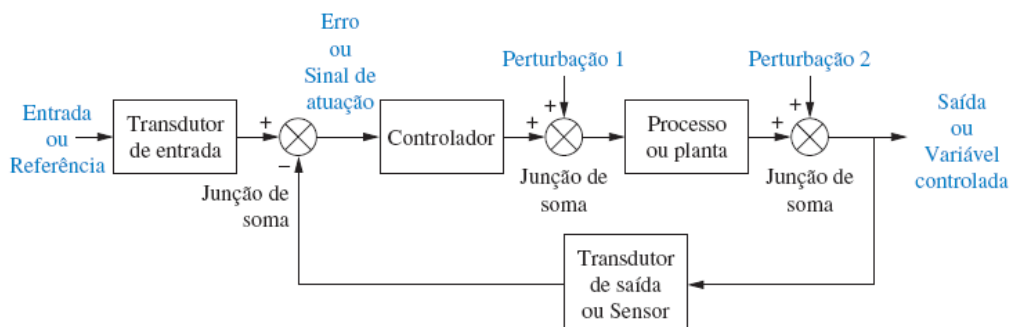 Entrada
ou
Referência
Transdutor
de entrada
+
−
Junção de
soma
Erro
ou
Sinal de
atuação
Controlador
Perturbação 1
+
+
Junção de
soma
Processo
ou planta
Perturbação 2
+
+
Junção de
soma
Saída
ou
Variável
controlada
Transdutor
de saída
ou Sensor